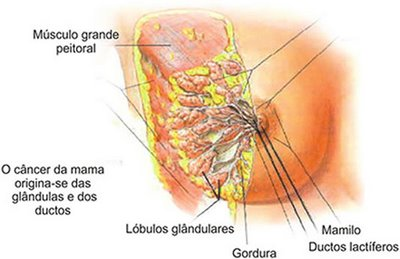 Músculo grande
peitoral
O câncer da mama
origina-se das
glândulas e dos
ductos
Lóbulos glândulares
Gordura
Mamilo
Ductos lactíferos